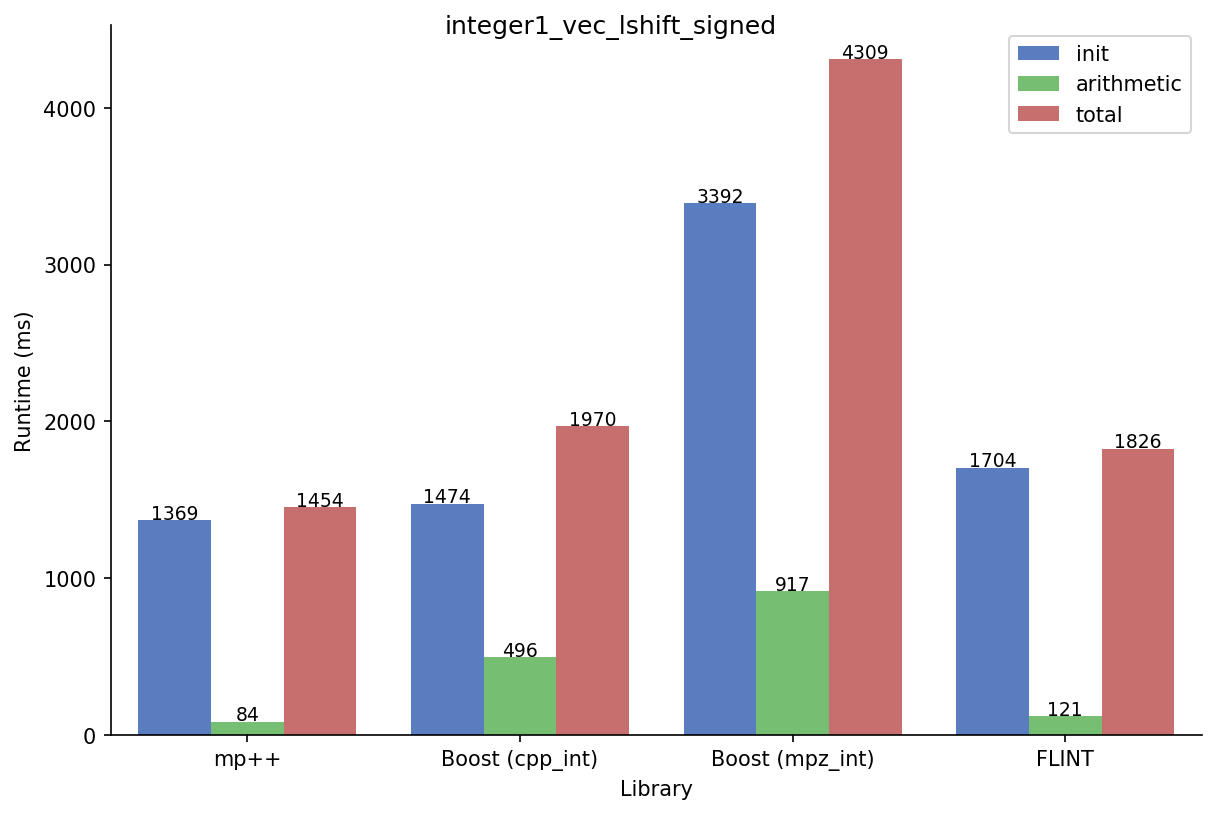 integer1_vec_lshift_signed
init
arithmetic
total
Runtime (ms)
4000
3000
2000
1000
0
1369
84
1454
1474
496
1970
3392
917
4309
1704
121
1826
mp++
Boost (cpp_int)
Boost (mpz_int)
FLINT
Library